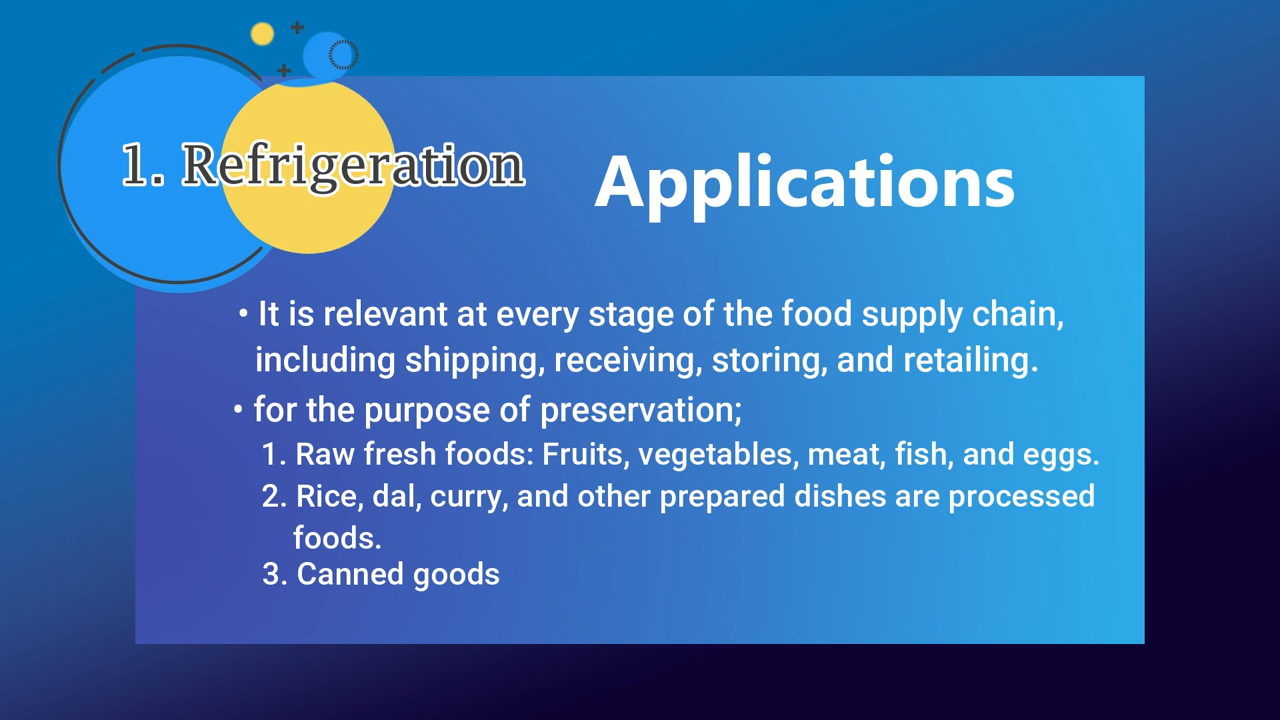 1. Refrigeration
Applications
• It is relevant at every stage of the food supply chain,
including shipping, receiving, storing, and retailing.
• for the purpose of preservation;
1. Raw fresh foods: Fruits, vegetables, meat, fish, and eggs.
2. Rice, dal, curry, and other prepared dishes are processed
foods.
3. Canned goods